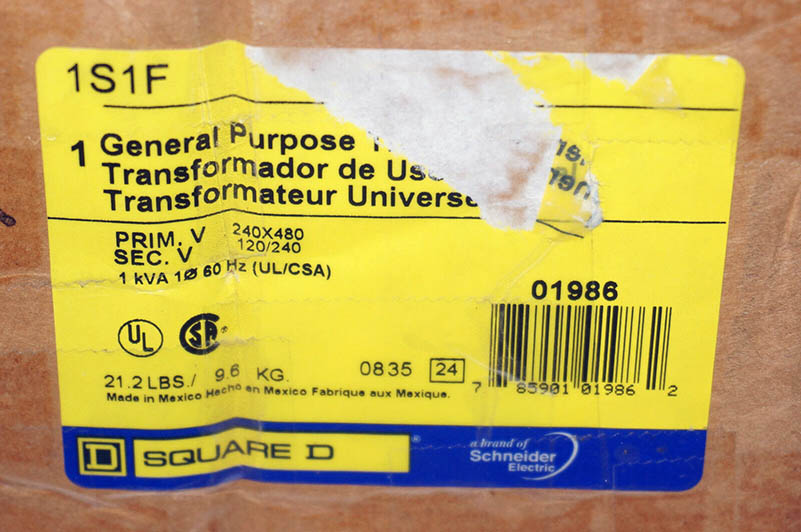 1S1F
1 General Purpose
Transformador de
Transformateur
PRIM. V 240X480
SEC. V 120/240
1 kVA 1Ø 60 Hz (UL/CSA)
01986
UL SA ®
21.2 LBS./ 9.6 KG. 0835 24
7 85901 01986 2
Made in Mexico Hecho en Mexico Fabrique aux Mexique.
D SQUARE D ®
a brand of
Schneider
Electric